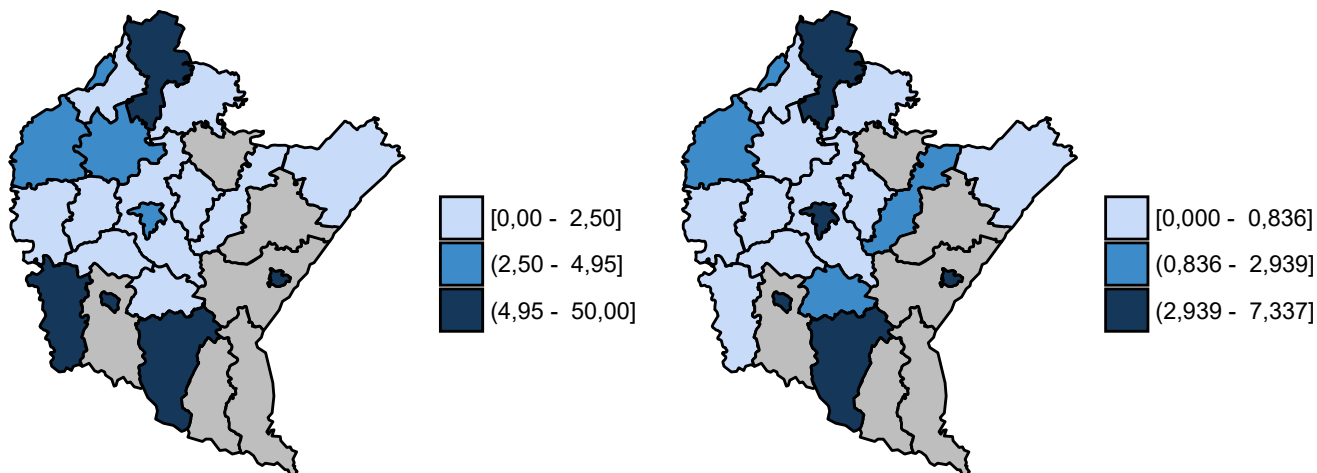 [0,00 - 2,50]
(2,50 - 4,95]
(4,95 - 50,00]
[0,000 - 0,836]
(0,836 - 2,939]
(2,939 - 7,337]